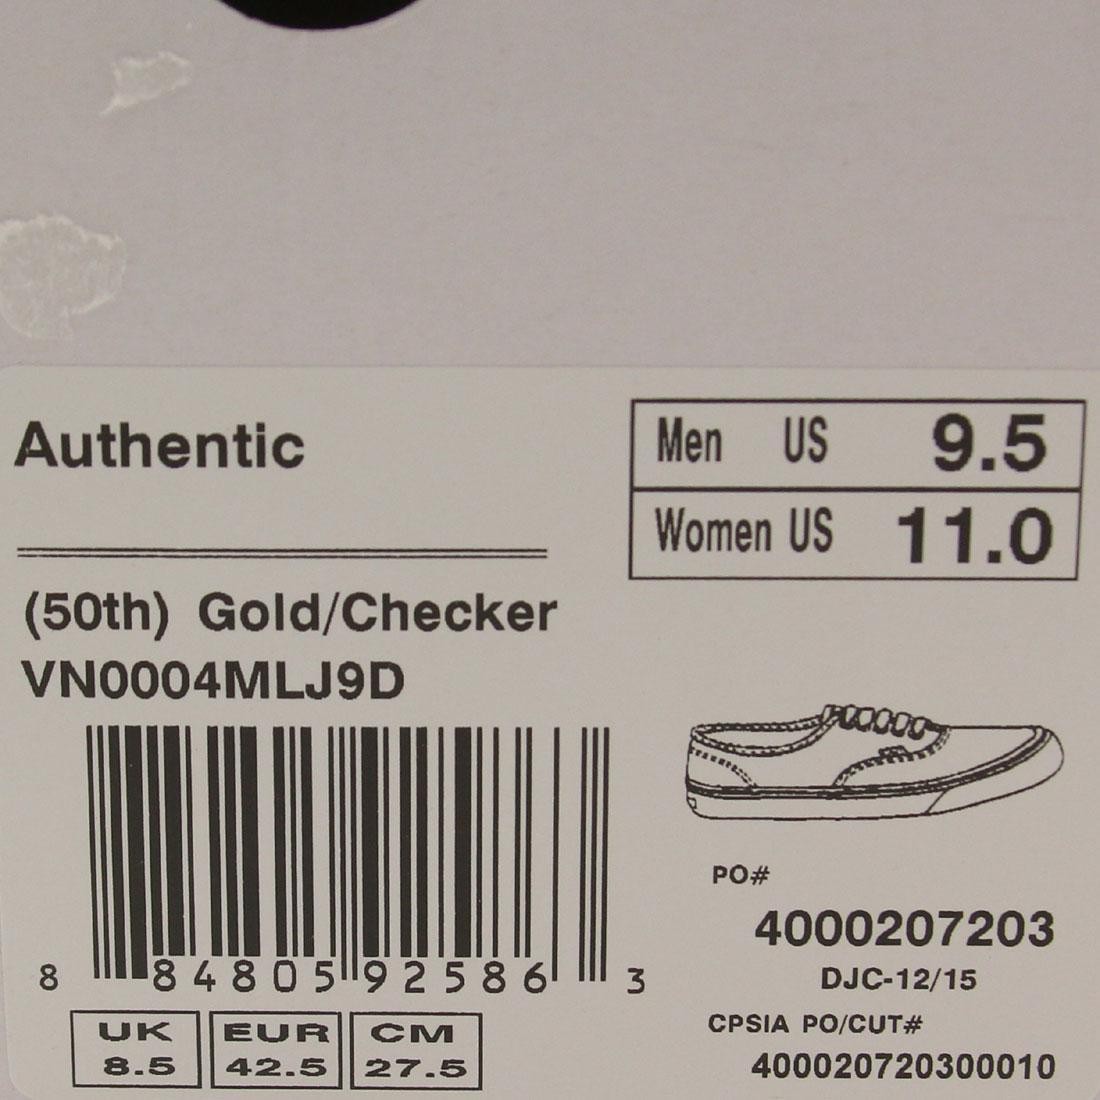 Authentic
Men US 9.5
Women US 11.0
(50th) Gold/Checker
VN0004MLJ9D
8 84805 92586 3
UK 8.5
EUR 42.5
CM 27.5
PO#
4000207203
DJC-12/15
CPSIA PO/CUT#
400020720300010